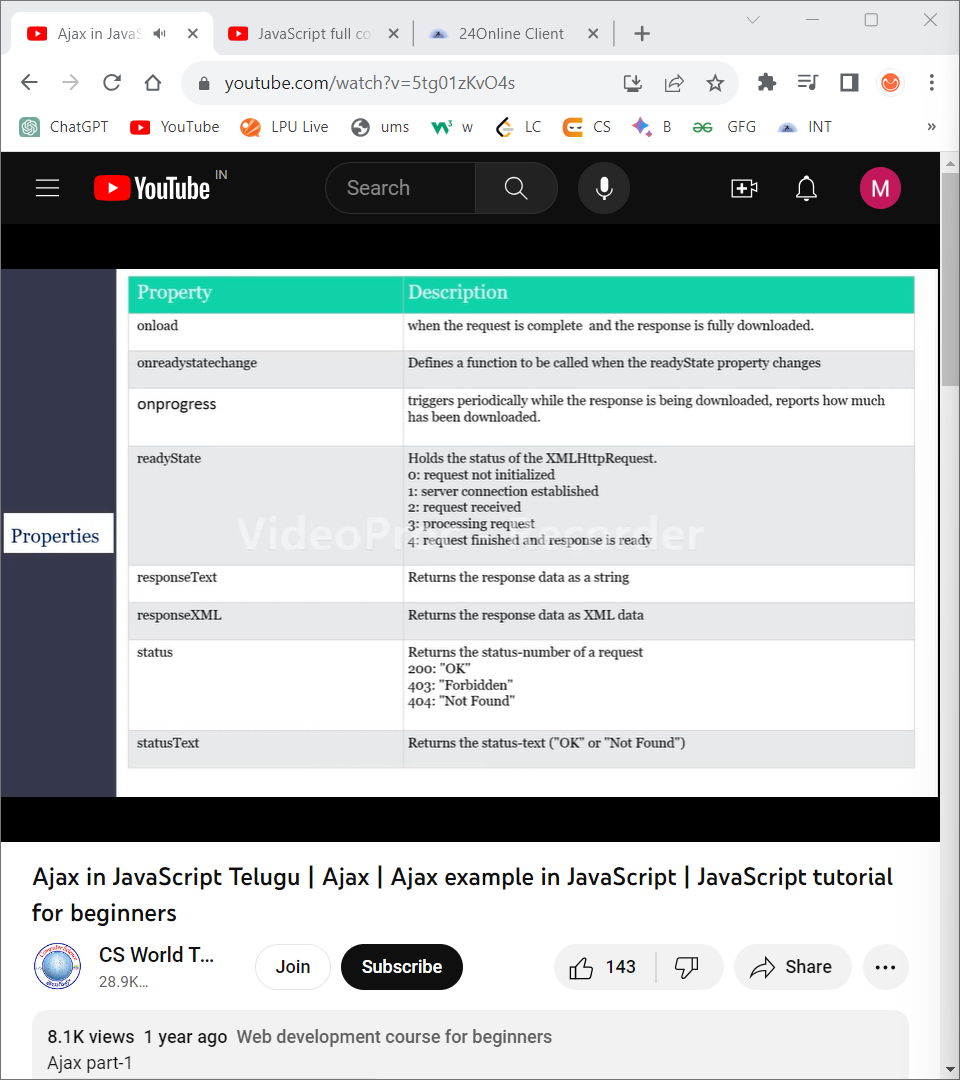 Ajax in JavaS
JavaScript full co
24Online Client
youtube.com/watch?v=5tg01zKvO4s
ChatGPT YouTube LPU Live ums w LC CS B GFG INT »
YouTube IN Search M
Property Description
onload when the request is complete and the response is fully downloaded.
onreadystatechange Defines a function to be called when the readyState property changes
onprogress triggers periodically while the response is being downloaded, reports how much
has been downloaded.
readyState Holds the status of the XMLHttpRequest.
0: request not initialized
1: server connection established
2: request received
3: processing request
4: request finished and response is ready
Properties
responseText Returns the response data as a string
responseXML Returns the response data as XML data
status Returns the status-number of a request
200: "OK"
403: "Forbidden"
404: "Not Found"
statusText Returns the status-text ("OK" or "Not Found")
Ajax in JavaScript Telugu | Ajax | Ajax example in JavaScript | JavaScript tutorial
for beginners
CS World T...
28.9K...
Join Subscribe 143 Share
8.1K views 1 year ago Web development course for beginners
Ajax part-1